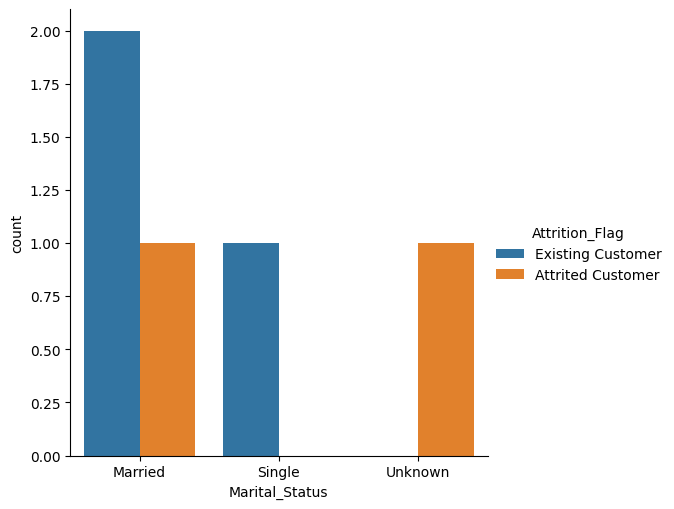 2.00
1.75
1.50
1.25
1.00
0.75
0.50
0.25
0.00
count
Married
Single
Unknown
Marital_Status
Attrition_Flag
Existing Customer
Attrited Customer